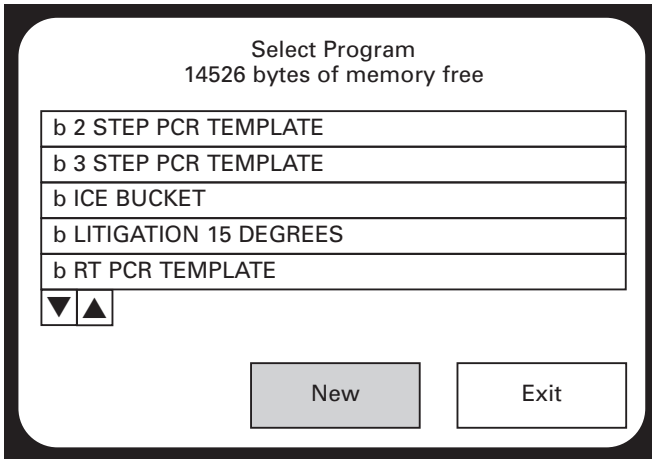 Select Program
14526 bytes of memory free
b 2 STEP PCR TEMPLATE
b 3 STEP PCR TEMPLATE
b ICE BUCKET
b LITIGATION 15 DEGREES
b RT PCR TEMPLATE
New
Exit